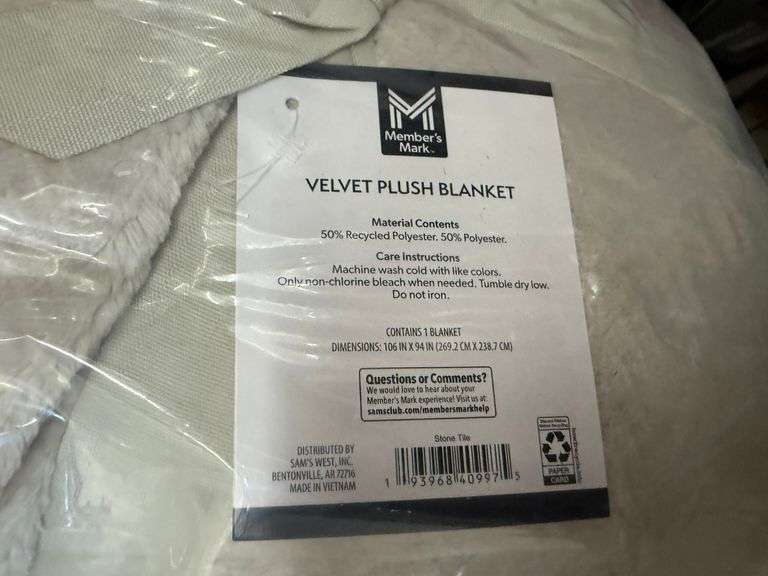 Member's
Mark™
VELVET PLUSH BLANKET
Material Contents
50% Recycled Polyester. 50% Polyester.
Care Instructions
Machine wash cold with like colors.
Only non-chlorine bleach when needed. Tumble dry low.
Do not iron.
CONTAINS 1 BLANKET
DIMENSIONS: 106 IN X 94 IN (269.2 CM X 238.7 CM)
Questions or Comments?
We would love to hear about your
Member's Mark experience! Visit us at:
samsclub.com/membersmarkhelp
Stone Tile
DISTRIBUTED BY
SAM'S WEST, INC.
BENTONVILLE, AR 72716
MADE IN VIETNAM
1 93968 40997 5
PAPER
CARD